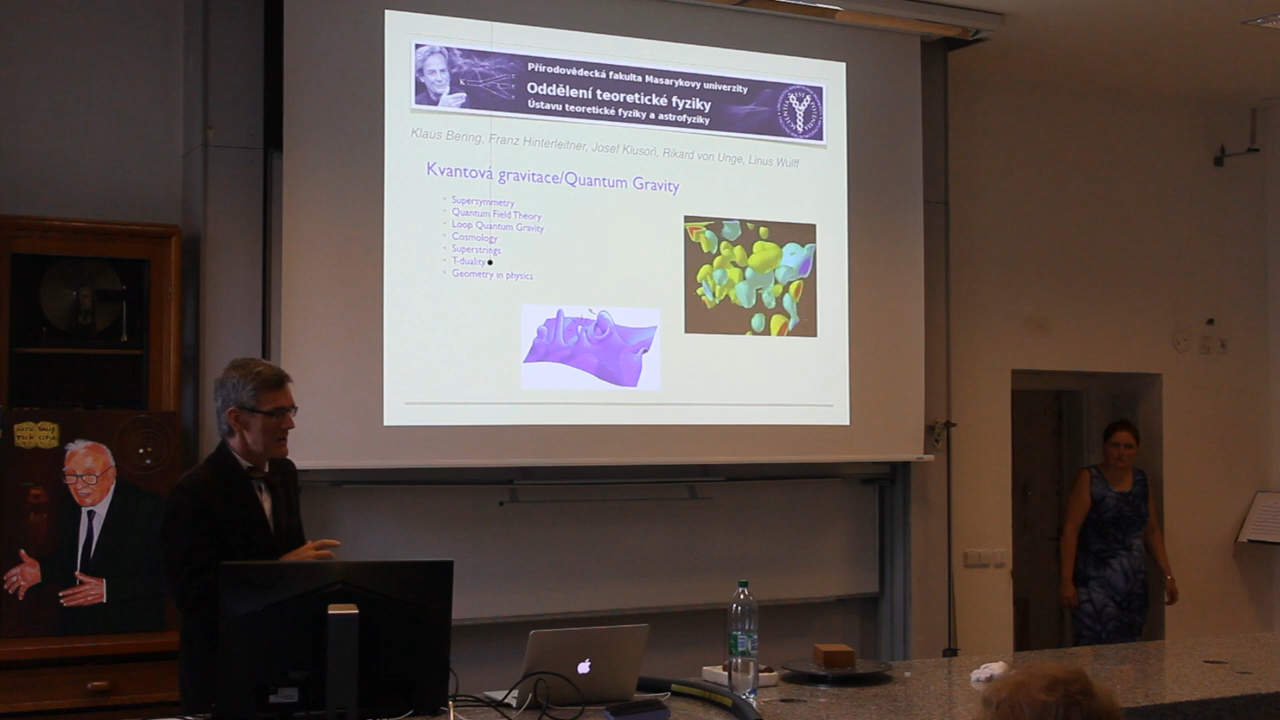 Přírodovědecká fakulta Masarykovy univerzity
Oddělení teoretické fyziky
Ústavu teoretické fyziky a astrofyziky
Klaus Bering, Franz Hinterleitner, Josef Klusoň, Rikard von Unge, Linus Wulff
Kvantová gravitace/Quantum Gravity
Supersymmetry
Quantum Field Theory
Loop Quantum Gravity
Cosmology
Superstrings
T-duality
Geometry in physics